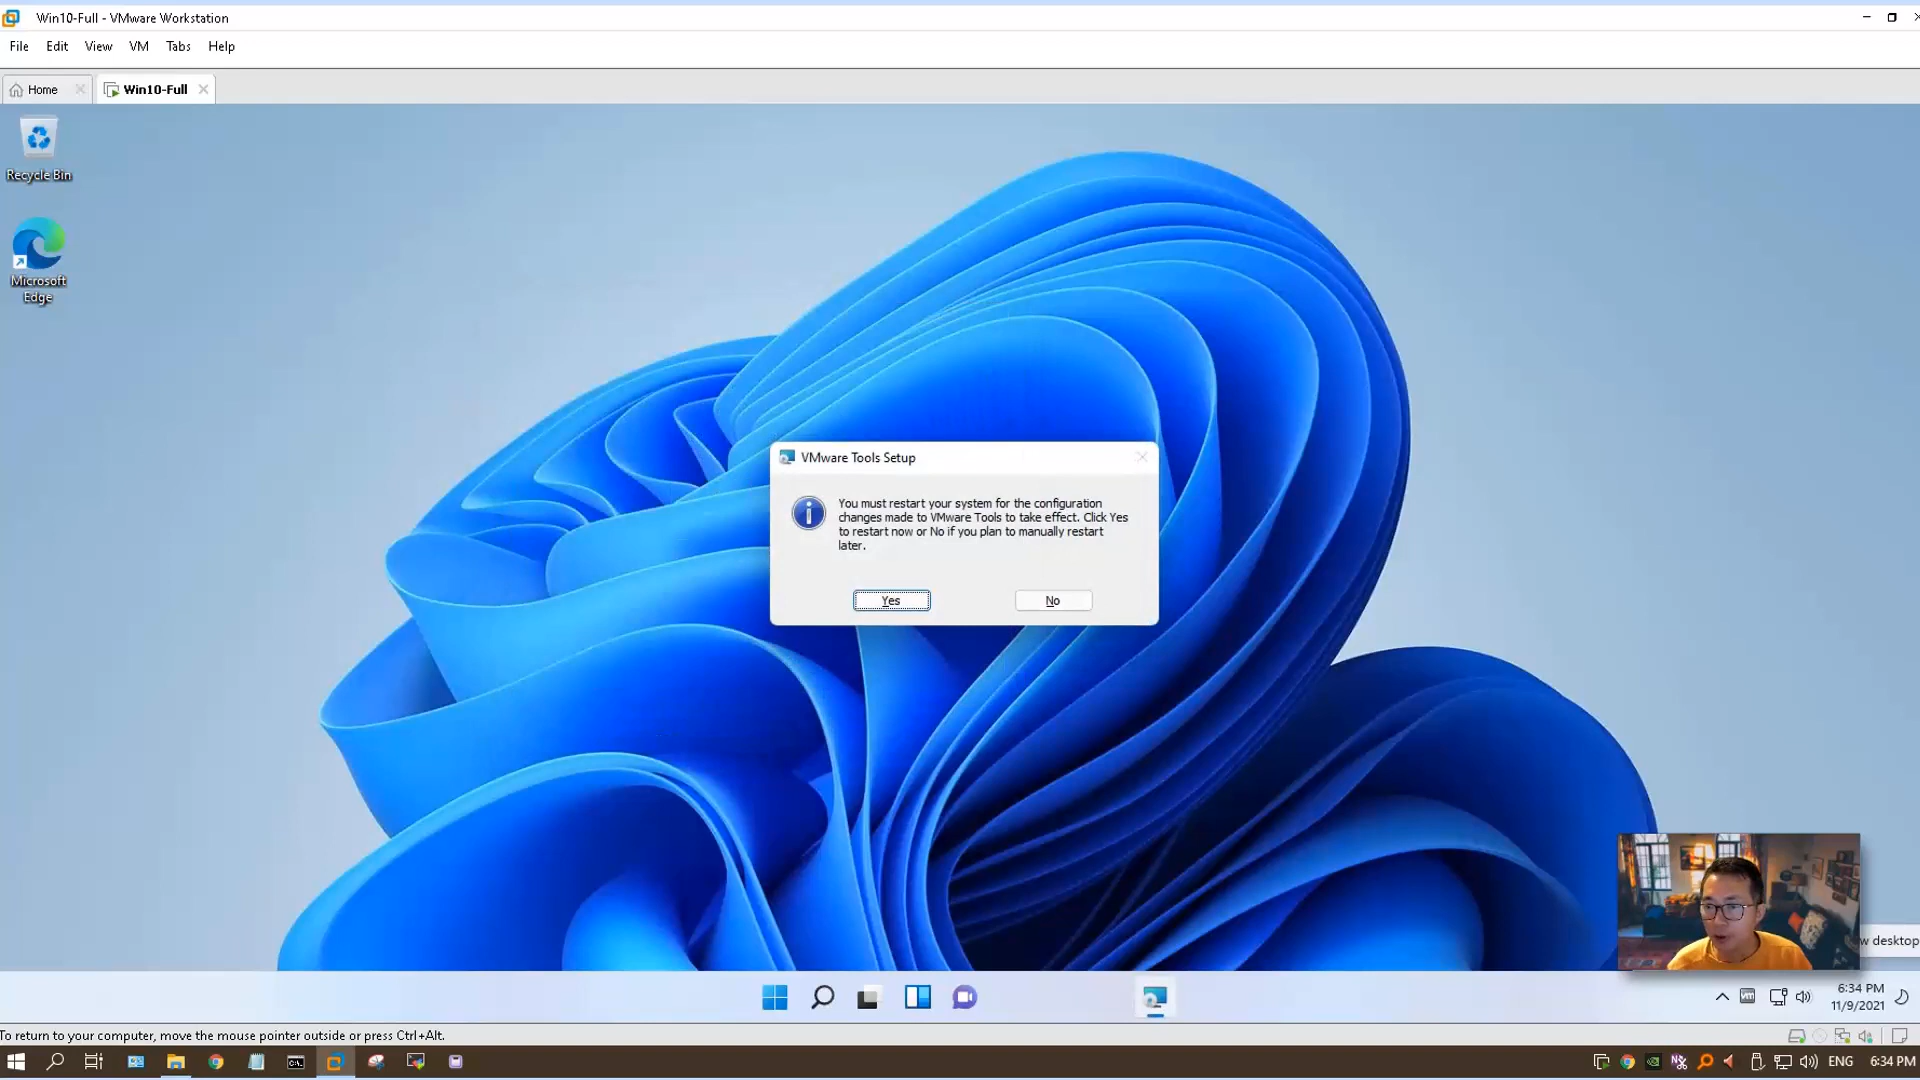 Win10-Full - VMware Workstation
File Edit View VM Tabs Help
Home
Win10-Full
Recycle Bin
Microsoft
Edge
VMware Tools Setup
You must restart your system for the configuration
changes made to VMware Tools to take effect. Click Yes
to restart now or No if you plan to manually restart
later.
Yes
No
desktop
6:34 PM
11/9/2021
To return to your computer, move the mouse pointer outside or press Ctrl+Alt.
ENG
6:34 PM